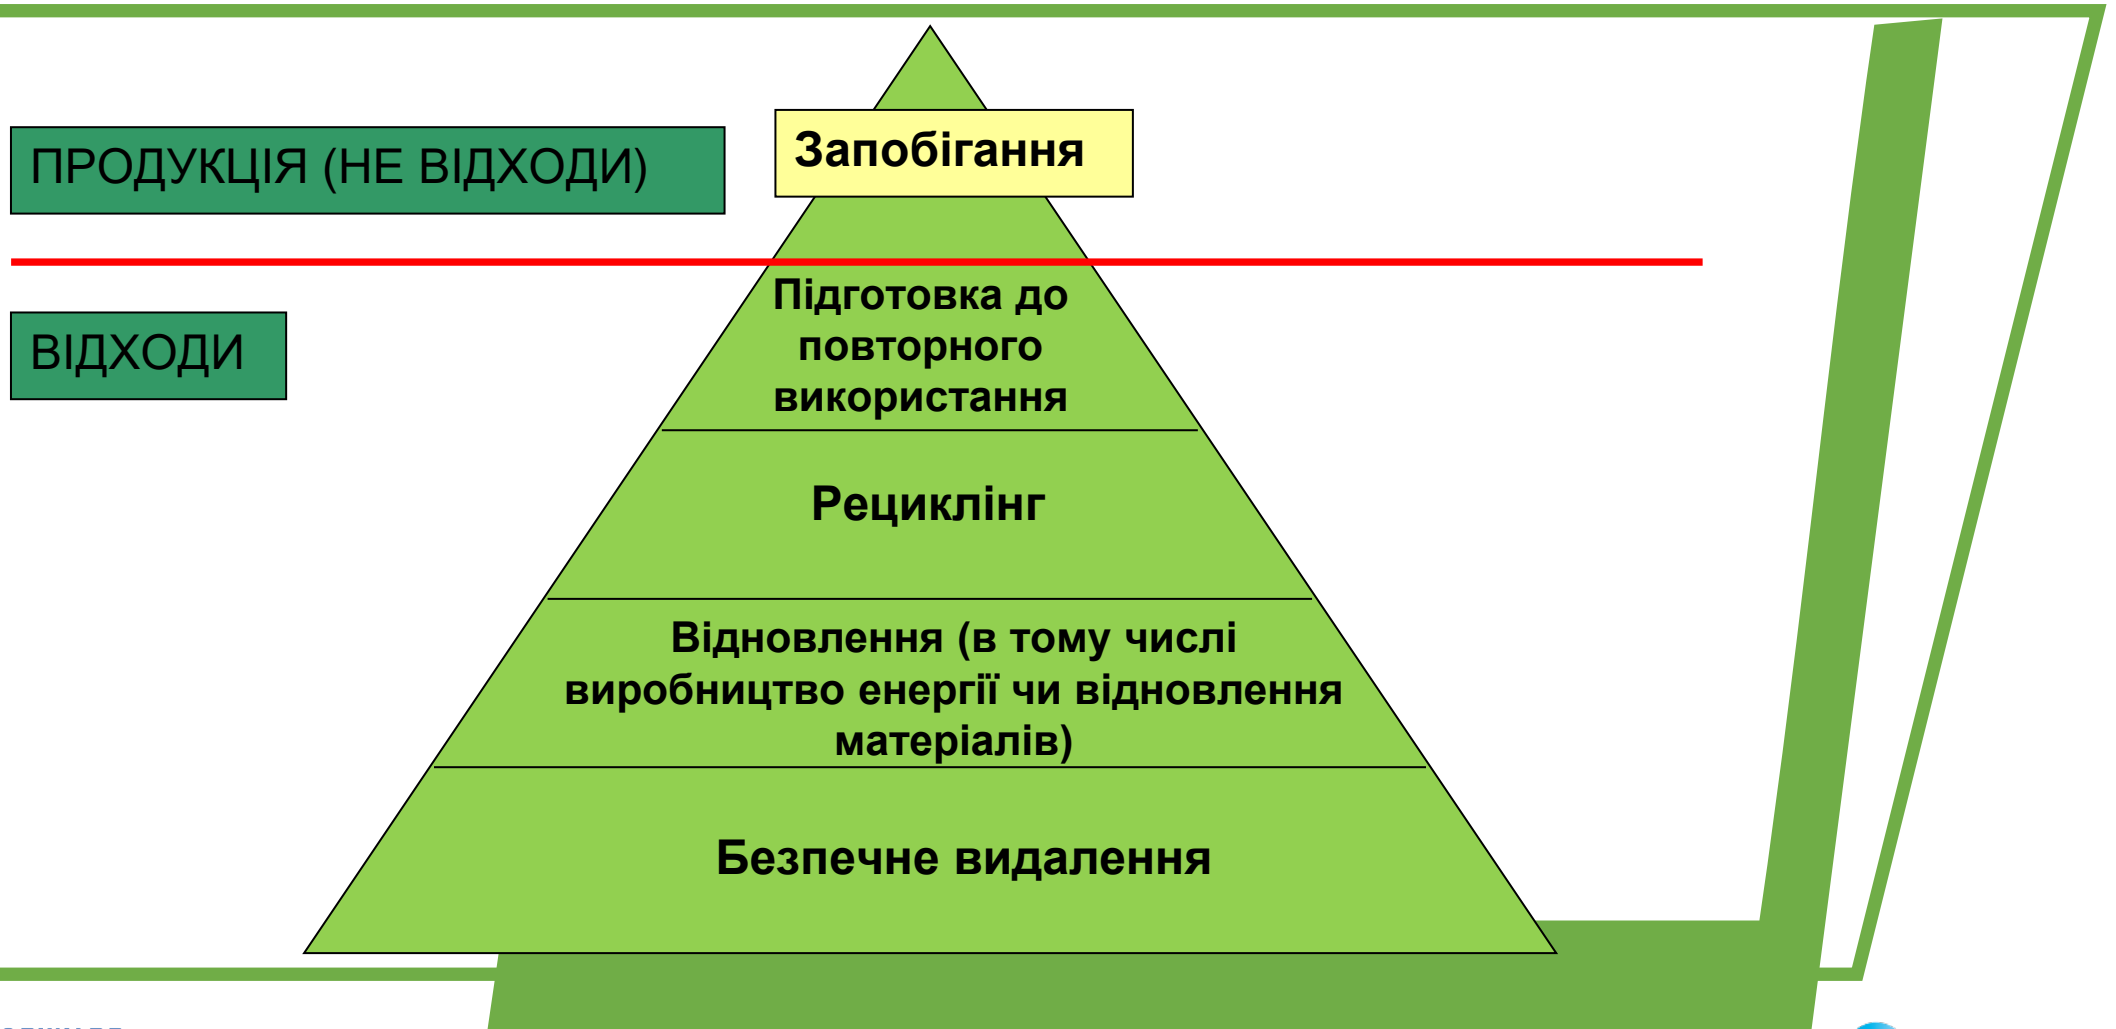 Запобігання
ПРОДУКЦІЯ (НЕ ВІДХОДИ)
Підготовка до
повторного
використання
ВІДХОДИ
Рециклінг
Відновлення (в тому числі
виробництво енергії чи відновлення
матеріалів)
Безпечне видалення